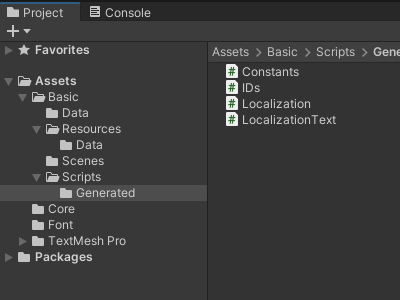 Project
Console
Favorites
Assets
Basic
Data
Resources
Data
Scenes
Scripts
Generated
Core
Font
TextMesh Pro
Packages
Assets > Basic > Scripts > Gene
Constants
IDs
Localization
LocalizationText